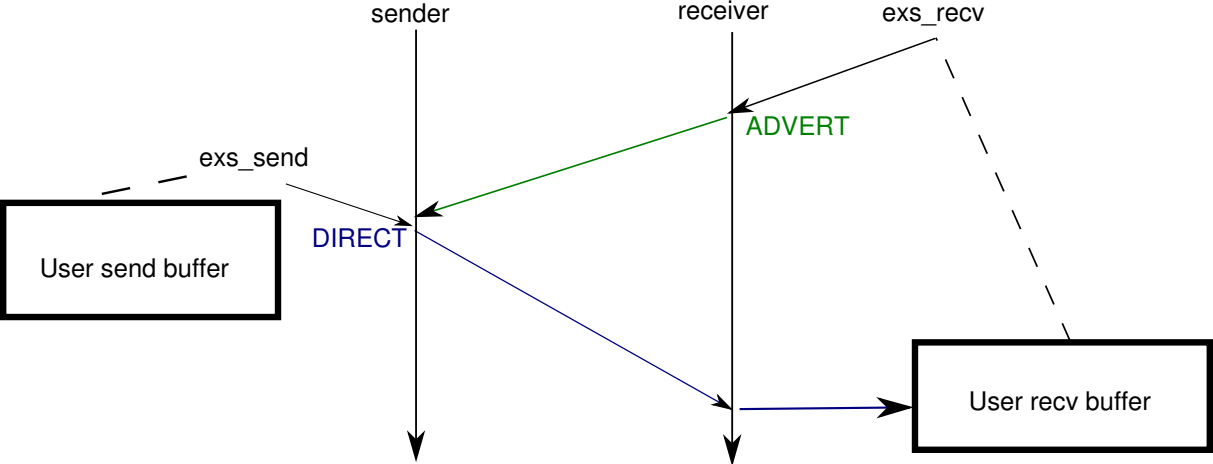 sender
receiver
exs_recv
ADVERT
exs_send
DIRECT
User send buffer
User recv buffer